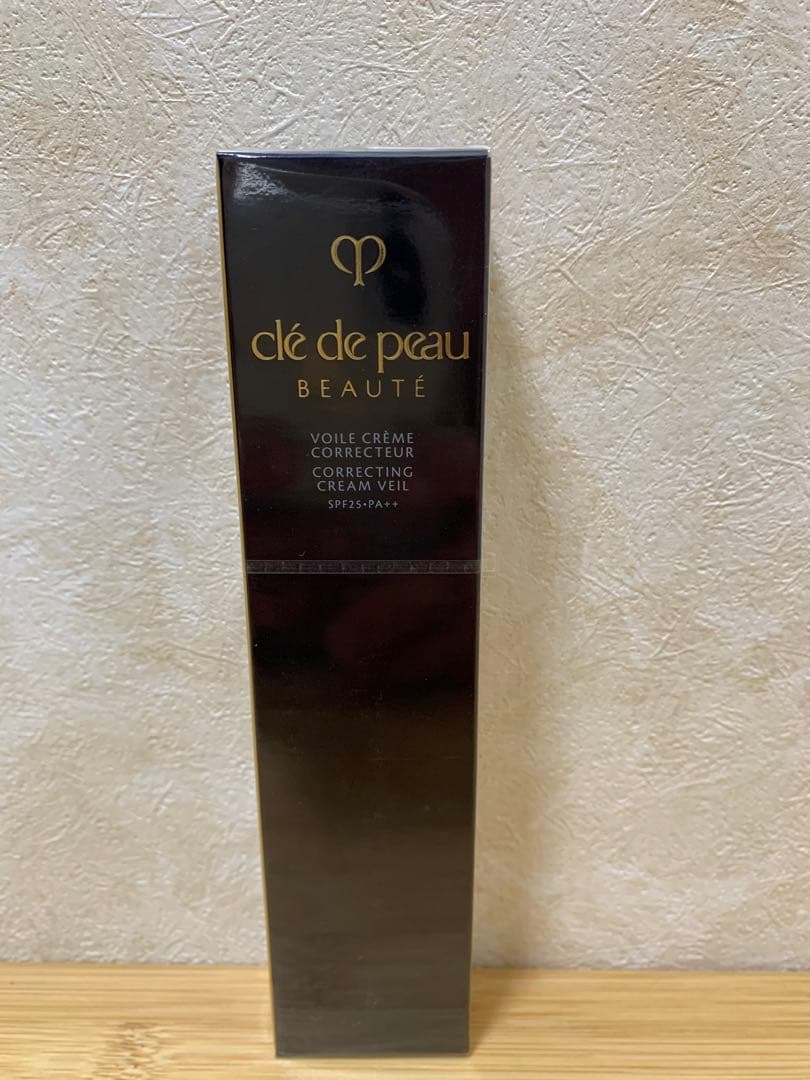 clé de peau
BEAUTÉ
VOILE CRÈME
CORRECTEUR
CORRECTING
CREAM VEIL
SPF25•PA++